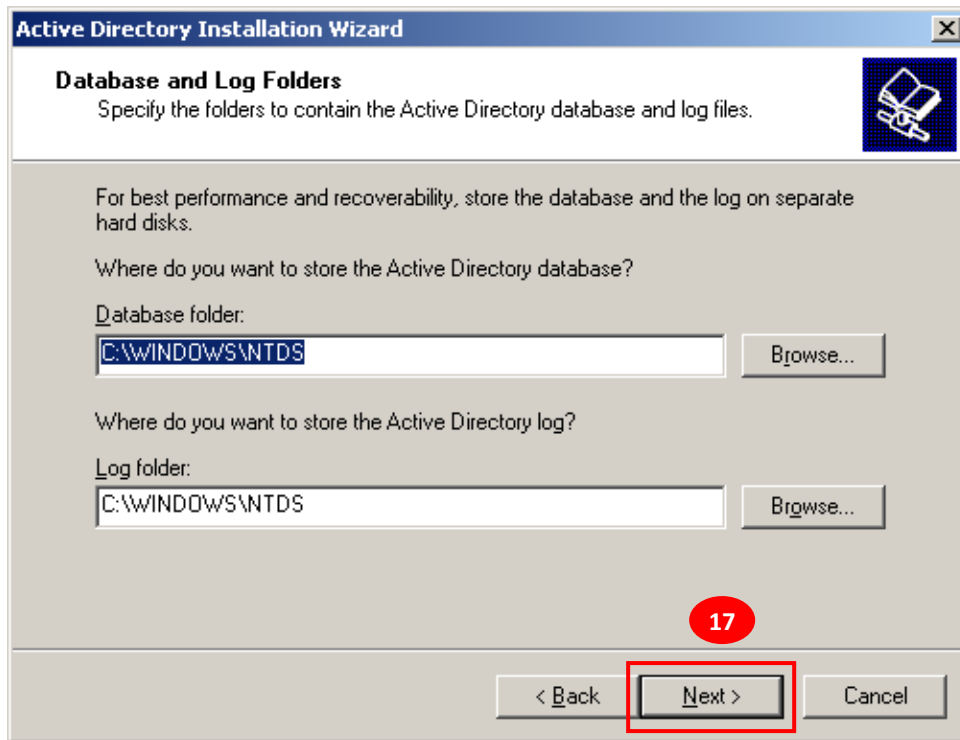 Active Directory Installation Wizard
Database and Log Folders
Specify the folders to contain the Active Directory database and log files.
For best performance and recoverability, store the database and the log on separate
hard disks.
Where do you want to store the Active Directory database?
Database folder:
C:\WINDOWS\NTDS
Browse...
Where do you want to store the Active Directory log?
Log folder:
C:\WINDOWS\NTDS
Browse...
17
< Back
Next >
Cancel